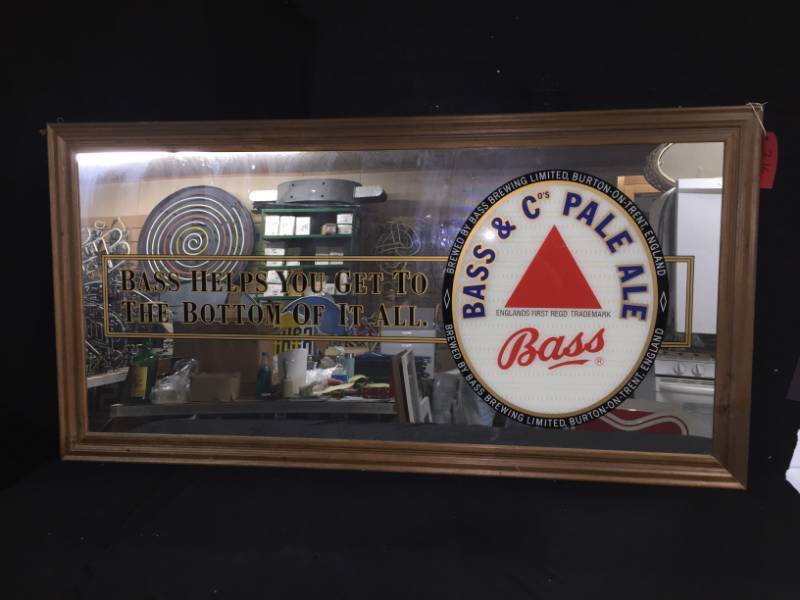 BASS HELPS YOU GET TO
THE BOTTOM OF IT ALL.
BREWED BY BASS BREWING LIMITED, BURTON-ON-TRENT, ENGLAND
BASS & CO'S PALE ALE
ENGLANDS FIRST REGD. TRADEMARK
Bass ®
BREWED BY BASS BREWING LIMITED, BURTON-ON-TRENT, ENGLAND